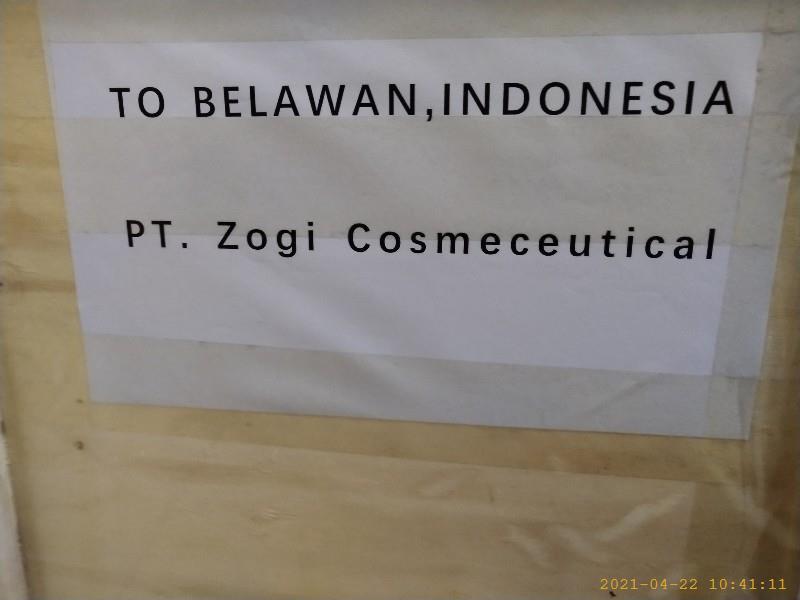 TO BELAWAN,INDONESIA
PT. Zogi Cosmeceutical
2021-04-22 10:41:11